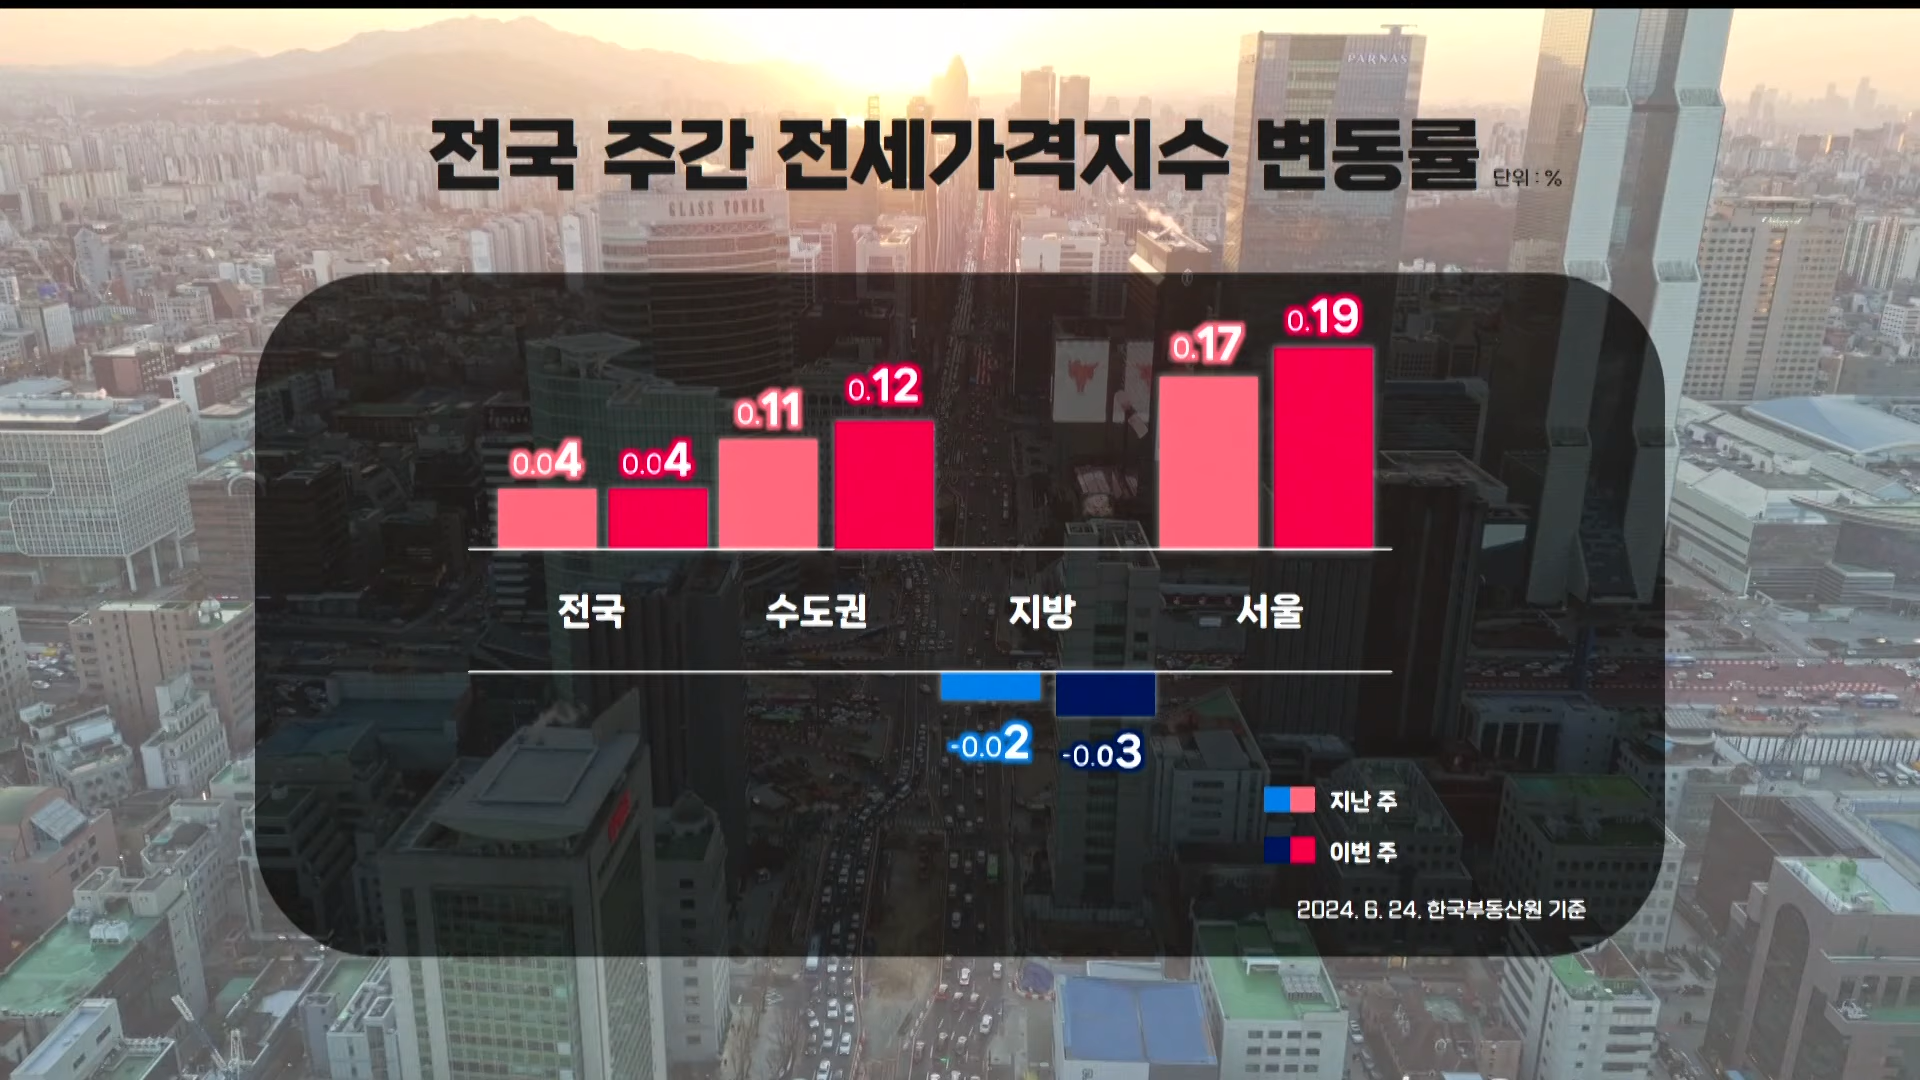 PARNAS
전국 주간 전세가격지수 변동률 단위 : %
GLASS TOWER
0.04 0.04 0.11 0.12 0.17 0.19
전국 수도권 지방 서울
-0.02 -0.03
지난 주
이번 주
2024. 6. 24. 한국부동산원 기준